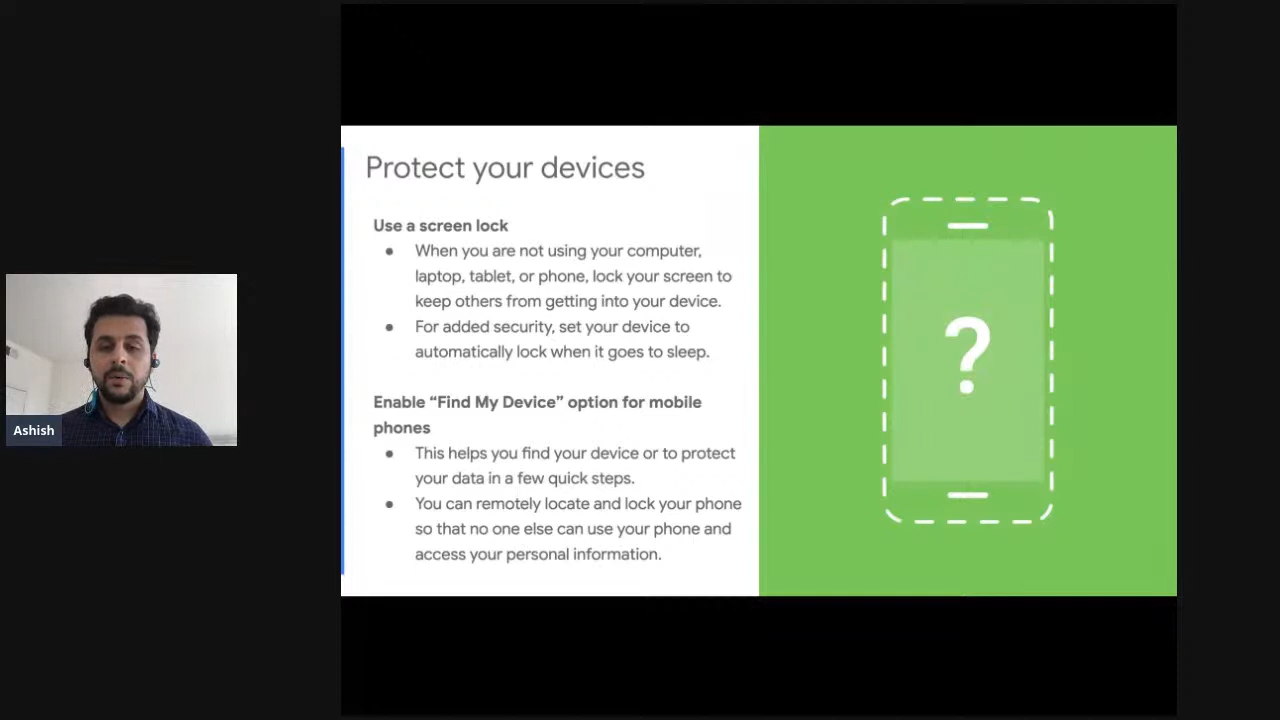 Protect your devices
Use a screen lock
● When you are not using your computer,
laptop, tablet, or phone, lock your screen to
keep others from getting into your device.
● For added security, set your device to
automatically lock when it goes to sleep.
Enable “Find My Device” option for mobile
phones
● This helps you find your device or to protect
your data in a few quick steps.
● You can remotely locate and lock your phone
so that no one else can use your phone and
access your personal information.
?
Ashish